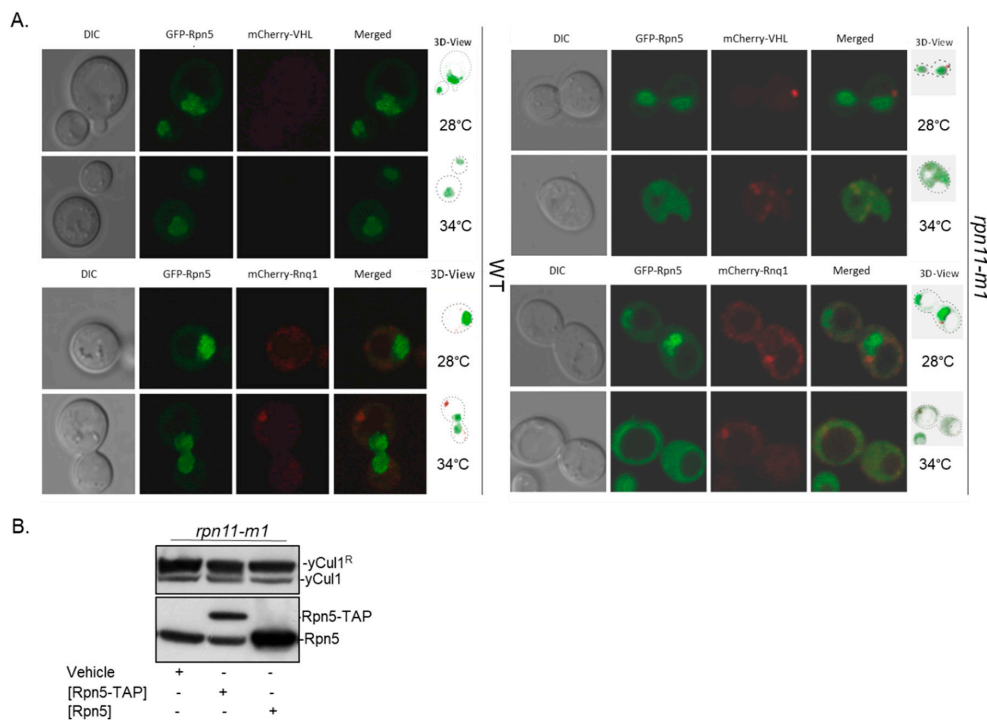 A.
DIC GFP-Rpn5 mCherry-VHL Merged 3D-View
28°C
34°C
DIC GFP-Rpn5 mCherry-Rnq1 Merged 3D-View
28°C
34°C
WT
DIC GFP-Rpn5 mCherry-VHL Merged 3D-View
28°C
34°C
DIC GFP-Rpn5 mCherry-Rnq1 Merged 3D-View
28°C
34°C
rpn11-m1
B.
rpn11-m1
-yCul1ᴿ
-yCul1
-Rpn5-TAP
-Rpn5
Vehicle + - -
[Rpn5-TAP] - + -
[Rpn5] - - +